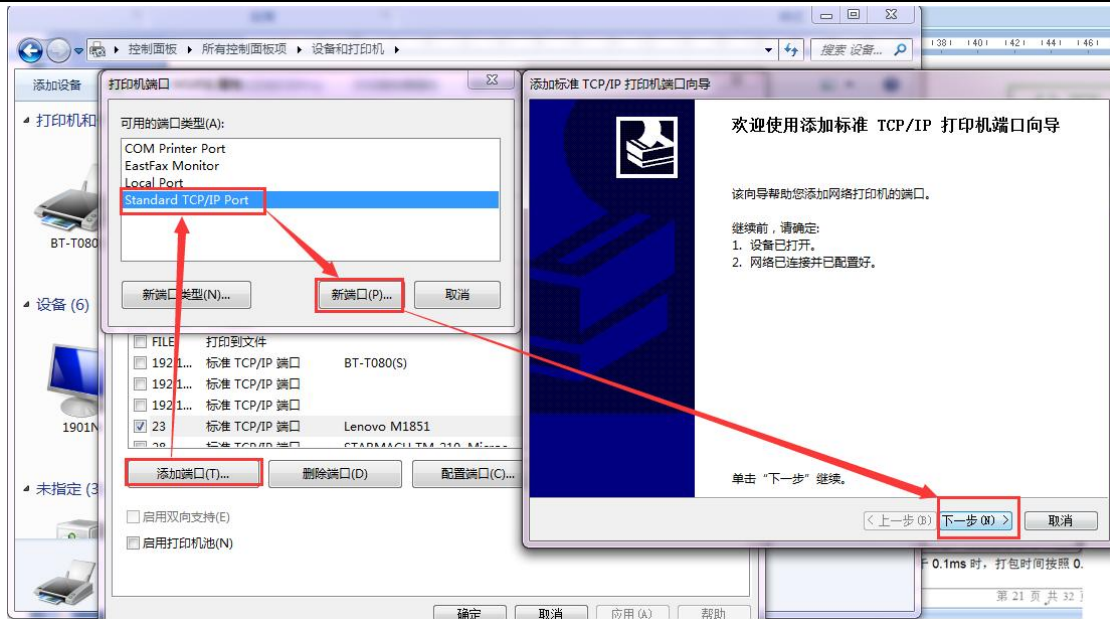 控制面板 ▸ 所有控制面板项 ▸ 设备和打印机 ▸
搜索 设备...
38 40 42 44 46
添加设备
打印机和
BT-T080
设备 (6)
1901N
未指定 (3
打印机端口
可用的端口类型(A):
COM Printer Port
EastFax Monitor
Local Port
Standard TCP/IP Port
新端口类型(N)...
新端口(P)...
取消
FILE: 打印到文件
192.1... 标准 TCP/IP 端口 BT-T080(S)
192.1... 标准 TCP/IP 端口
192.1... 标准 TCP/IP 端口
23 标准 TCP/IP 端口 Lenovo M1851
添加端口(T)...
删除端口(D)
配置端口(C)...
启用双向支持(E)
启用打印机池(N)
确定
取消
应用(A)
帮助
添加标准 TCP/IP 打印机端口向导
欢迎使用添加标准 TCP/IP 打印机端口向导
该向导帮助您添加网络打印机的端口。
继续前，请确定:
1. 设备已打开。
2. 网络已连接并已配置好。
单击“下一步”继续。
< 上一步(B)
下一步(N) >
取消
0.1ms 时，打包时间按照 0.
第 21 页 共 32